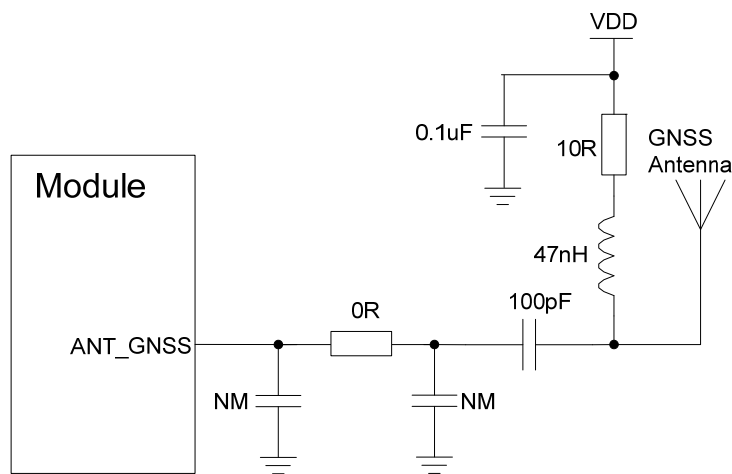 VDD
0.1uF
10R
GNSS
Antenna
Module
47nH
100pF
0R
ANT_GNSS
NM
NM